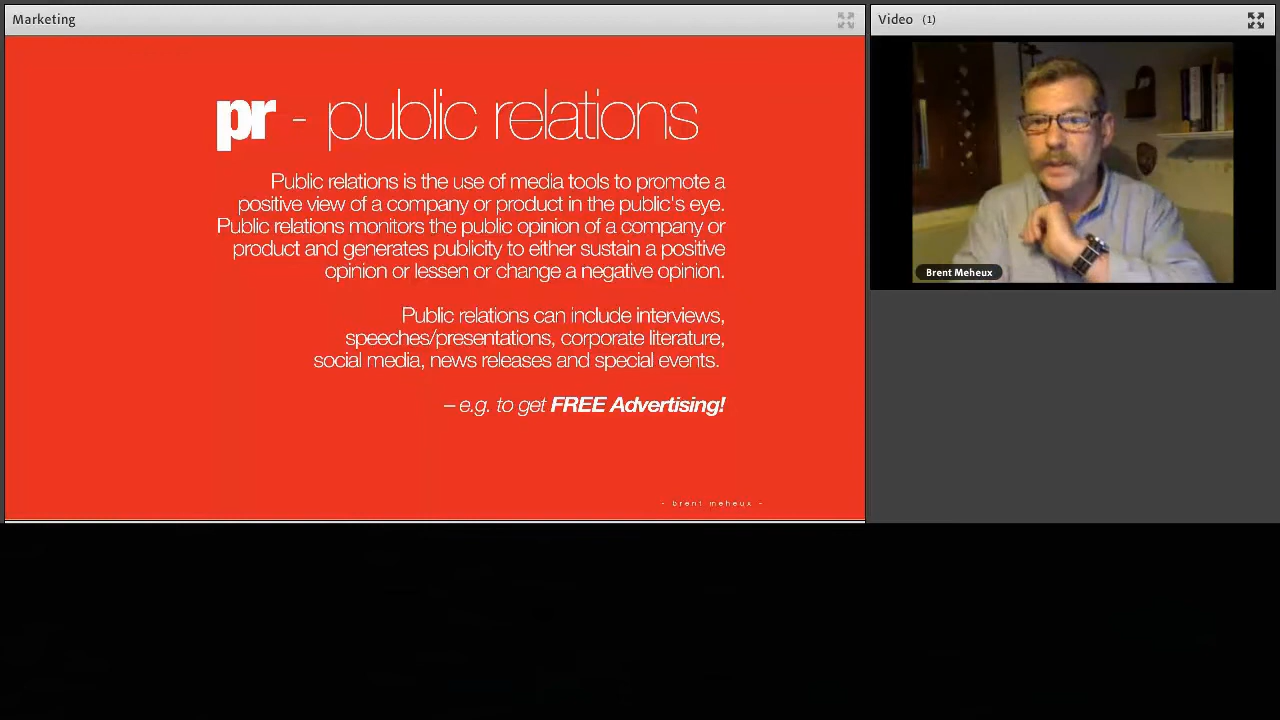 Marketing
Video (1)
pr - public relations
Public relations is the use of media tools to promote a
positive view of a company or product in the public's eye.
Public relations monitors the public opinion of a company or
product and generates publicity to either sustain a positive
opinion or lessen or change a negative opinion.
Public relations can include interviews,
speeches/presentations, corporate literature,
social media, news releases and special events.
– e.g. to get FREE Advertising!
- brent meheux -
Brent Meheux